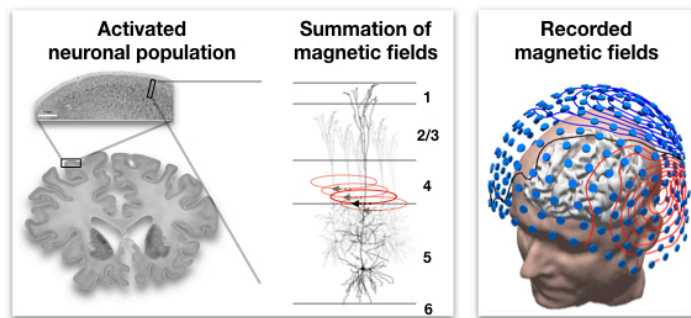 Activated
neuronal population
Summation of
magnetic fields
Recorded
magnetic fields
1
2/3
4
5
6